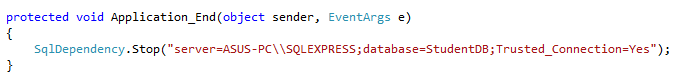 protected void Application_End(object sender, EventArgs e)
{
    SqlDependency.Stop("server=ASUS-PC\\SQLEXPRESS;database=StudentDB;Trusted_Connection=Yes");
}